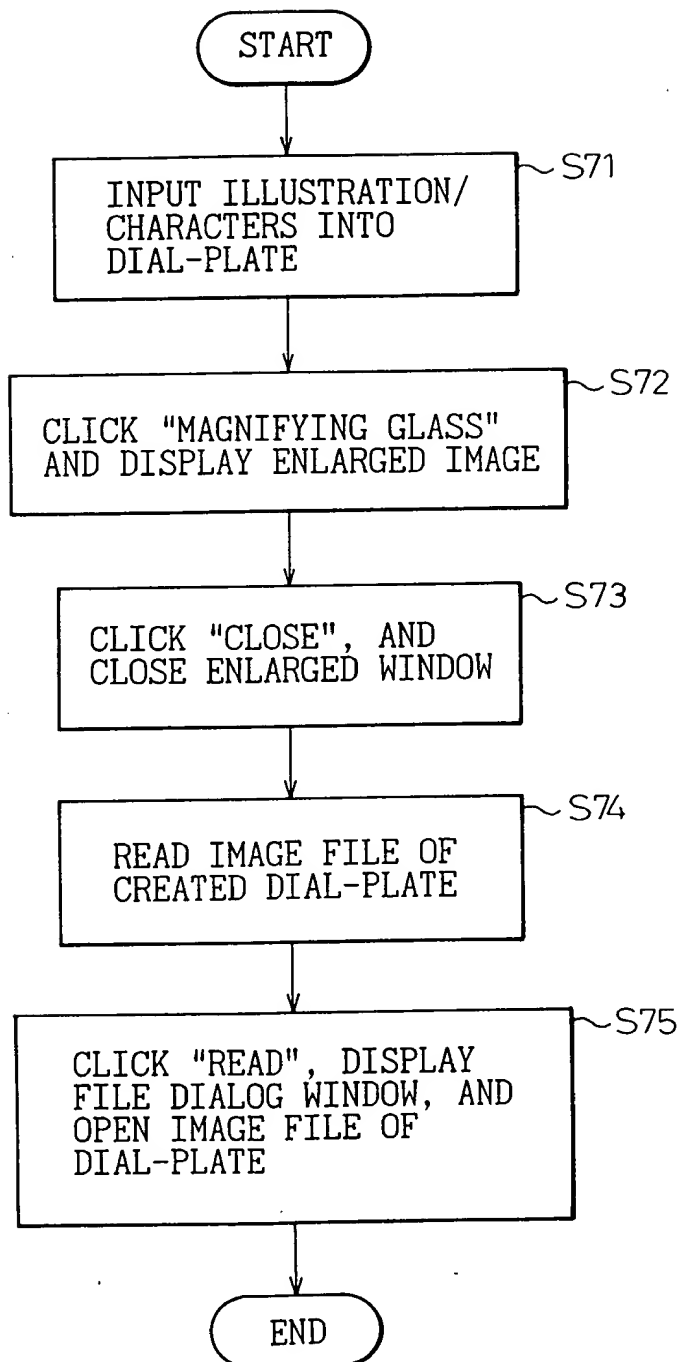 START
S71
INPUT ILLUSTRATION/
CHARACTERS INTO
DIAL-PLATE
S72
CLICK "MAGNIFYING GLASS"
AND DISPLAY ENLARGED IMAGE
S73
CLICK "CLOSE", AND
CLOSE ENLARGED WINDOW
S74
READ IMAGE FILE OF
CREATED DIAL-PLATE
S75
CLICK "READ", DISPLAY
FILE DIALOG WINDOW, AND
OPEN IMAGE FILE OF
DIAL-PLATE
END